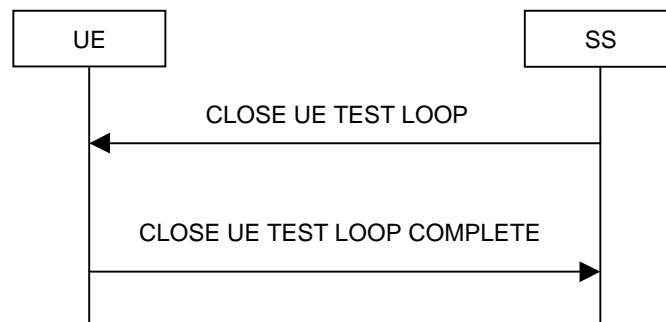 UE
SS
CLOSE UE TEST LOOP
CLOSE UE TEST LOOP COMPLETE